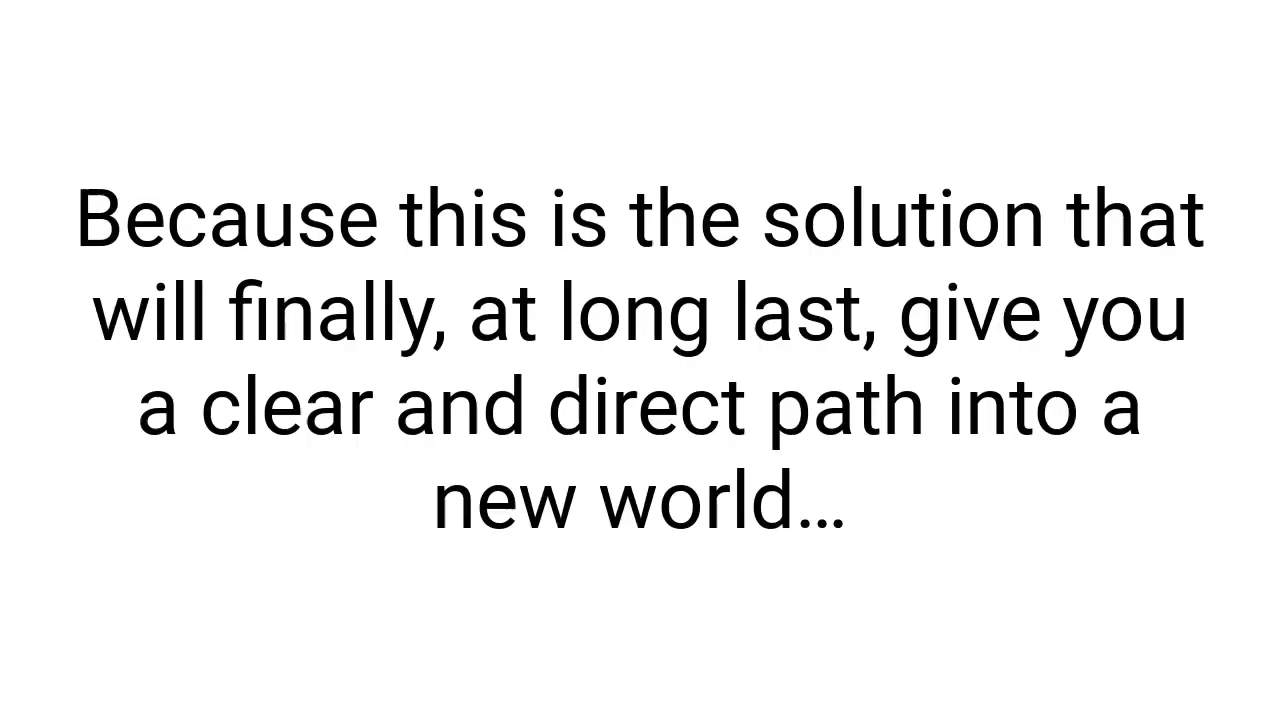 Because this is the solution that
will finally, at long last, give you
a clear and direct path into a
new world…